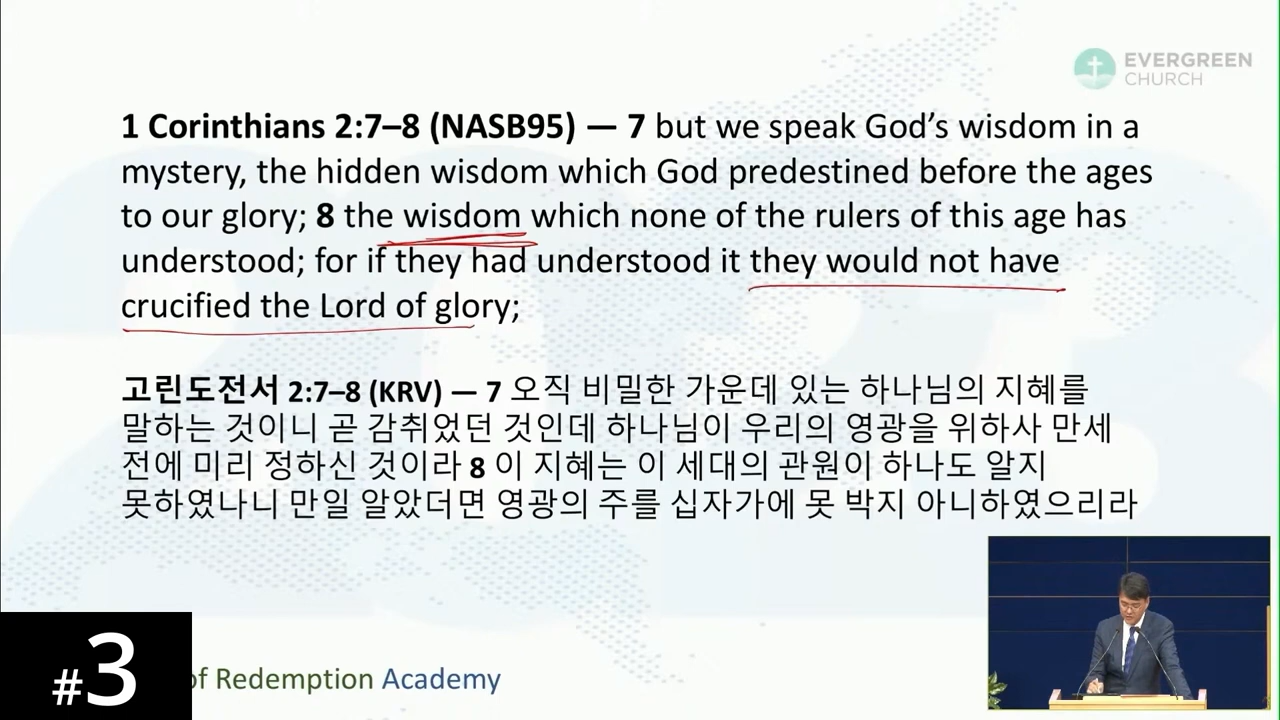 EVERGREEN
CHURCH
1 Corinthians 2:7–8 (NASB95) — 7 but we speak God’s wisdom in a
mystery, the hidden wisdom which God predestined before the ages
to our glory; 8 the wisdom which none of the rulers of this age has
understood; for if they had understood it they would not have
crucified the Lord of glory;
고린도전서 2:7–8 (KRV) — 7 오직 비밀한 가운데 있는 하나님의 지혜를
말하는 것이니 곧 감취었던 것인데 하나님이 우리의 영광을 위하사 만세
전에 미리 정하신 것이라 8 이 지혜는 이 세대의 관원이 하나도 알지
못하였나니 만일 알았더면 영광의 주를 십자가에 못 박지 아니하였으리라
#3
of Redemption Academy